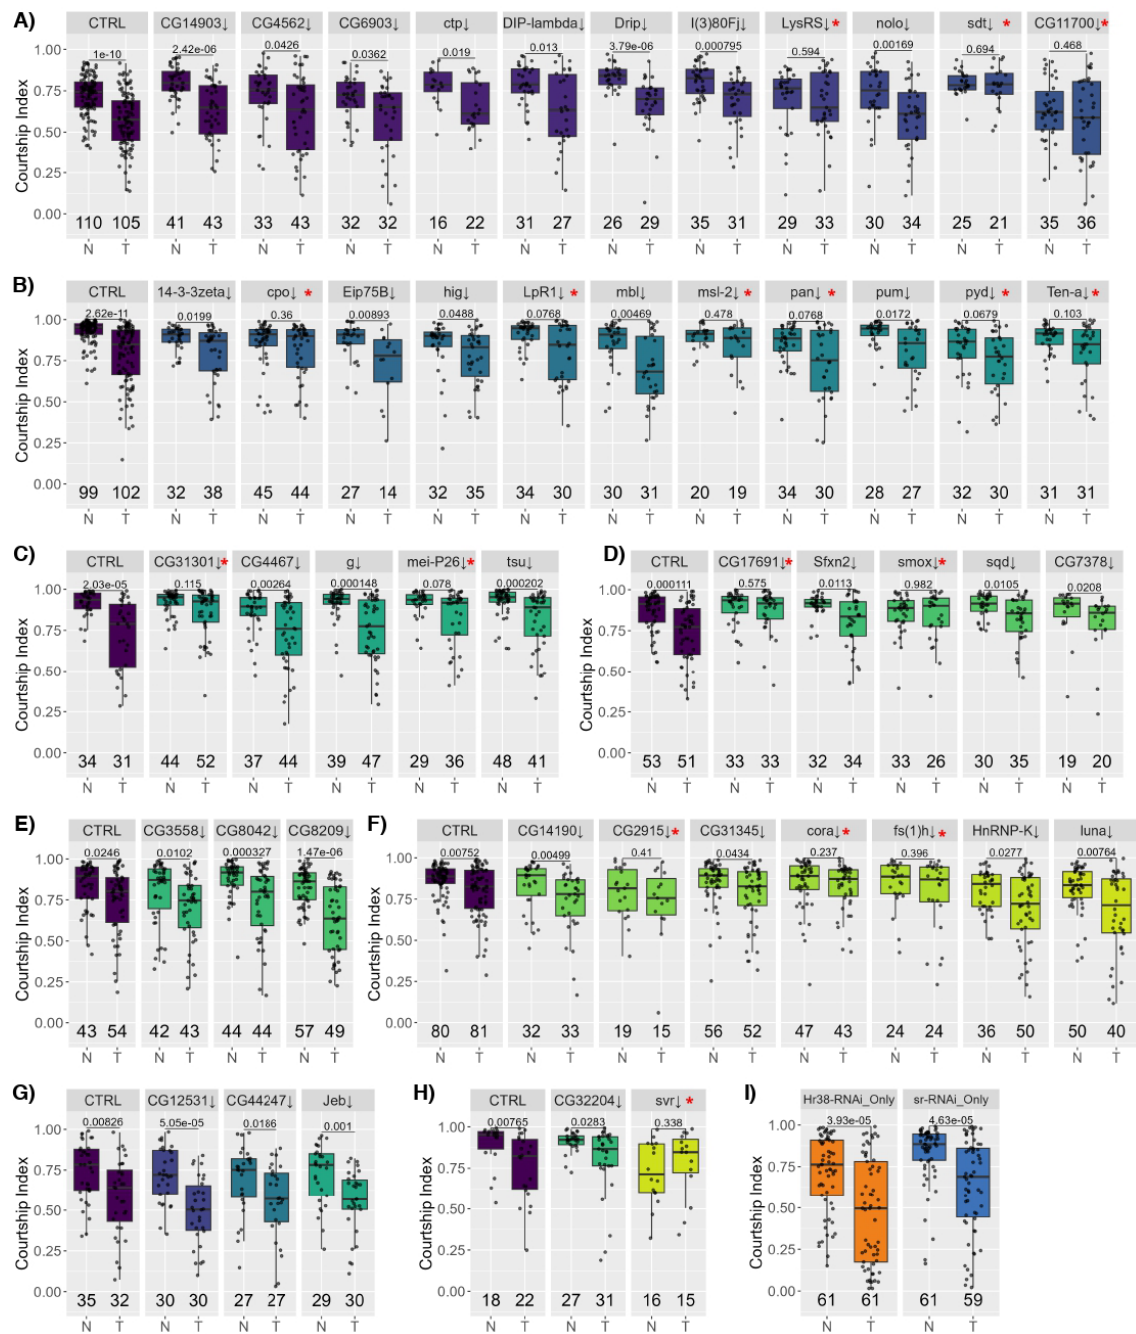 A)
CTRL CG14903↓ CG4562↓ CG6903↓ ctp↓ DIP-lambda↓ Drip↓ l(3)80Fj↓ LysRS↓ * nolo↓ sdt↓ * CG11700↓*
1e-10 2.42e-06 0.0426 0.0362 0.019 0.013 3.79e-06 0.000795 0.594 0.00169 0.694 0.468
Courtship Index
1.00
0.75
0.50
0.25
0.00
110 105 41 43 33 43 32 32 16 22 31 27 26 29 35 31 29 33 30 34 25 21 35 36
N T N T N T N T N T N T N T N T N T N T N T N T
B)
CTRL 14-3-3zeta↓ cpo↓ * Eip75B↓ hig↓ LpR1↓ * mbl↓ msl-2↓ * pan↓ * pum↓ pyd↓ * Ten-a↓ *
2.62e-11 0.0199 0.36 0.00893 0.0488 0.0768 0.00469 0.478 0.0768 0.0172 0.0679 0.103
Courtship Index
1.00
0.75
0.50
0.25
0.00
99 102 32 38 45 44 27 14 32 35 34 30 30 31 20 19 34 30 28 27 32 30 31 31
N T N T N T N T N T N T N T N T N T N T N T N T
C)
CTRL CG31301↓* CG4467↓ g↓ mei-P26↓* tsu↓
2.03e-05 0.115 0.00264 0.000148 0.078 0.000202
Courtship Index
1.00
0.75
0.50
0.25
0.00
34 31 44 52 37 44 39 47 29 36 48 41
N T N T N T N T N T N T
D)
CTRL CG17691↓* Sfxn2↓ smox↓ * sqd↓ CG7378↓
0.000111 0.575 0.0113 0.982 0.0105 0.0208
Courtship Index
1.00
0.75
0.50
0.25
0.00
53 51 33 33 32 34 33 26 30 35 19 20
N T N T N T N T N T N T
E)
CTRL CG3558↓ CG8042↓ CG8209↓
0.0246 0.0102 0.000327 1.47e-06
Courtship Index
1.00
0.75
0.50
0.25
0.00
43 54 42 43 44 44 57 49
N T N T N T N T
F)
CTRL CG14190↓ CG2915↓* CG31345↓ cora↓ * fs(1)h↓ * HnRNP-K↓ luna↓
0.00752 0.00499 0.41 0.0434 0.237 0.396 0.0277 0.00764
Courtship Index
1.00
0.75
0.50
0.25
0.00
80 81 32 33 19 15 56 52 47 43 24 24 36 50 50 40
N T N T N T N T N T N T N T N T
G)
CTRL CG12531↓ CG44247↓ Jeb↓
0.00826 5.05e-05 0.0186 0.001
Courtship Index
1.00
0.75
0.50
0.25
0.00
35 32 30 30 27 27 29 30
N T N T N T N T
H)
CTRL CG32204↓ svr↓ *
0.00765 0.0283 0.338
Courtship Index
1.00
0.75
0.50
0.25
0.00
18 22 27 31 16 15
N T N T N T
I)
Hr38-RNAi_Only sr-RNAi_Only
3.93e-05 4.63e-05
Courtship Index
1.00
0.75
0.50
0.25
0.00
61 61 61 59
N T N T